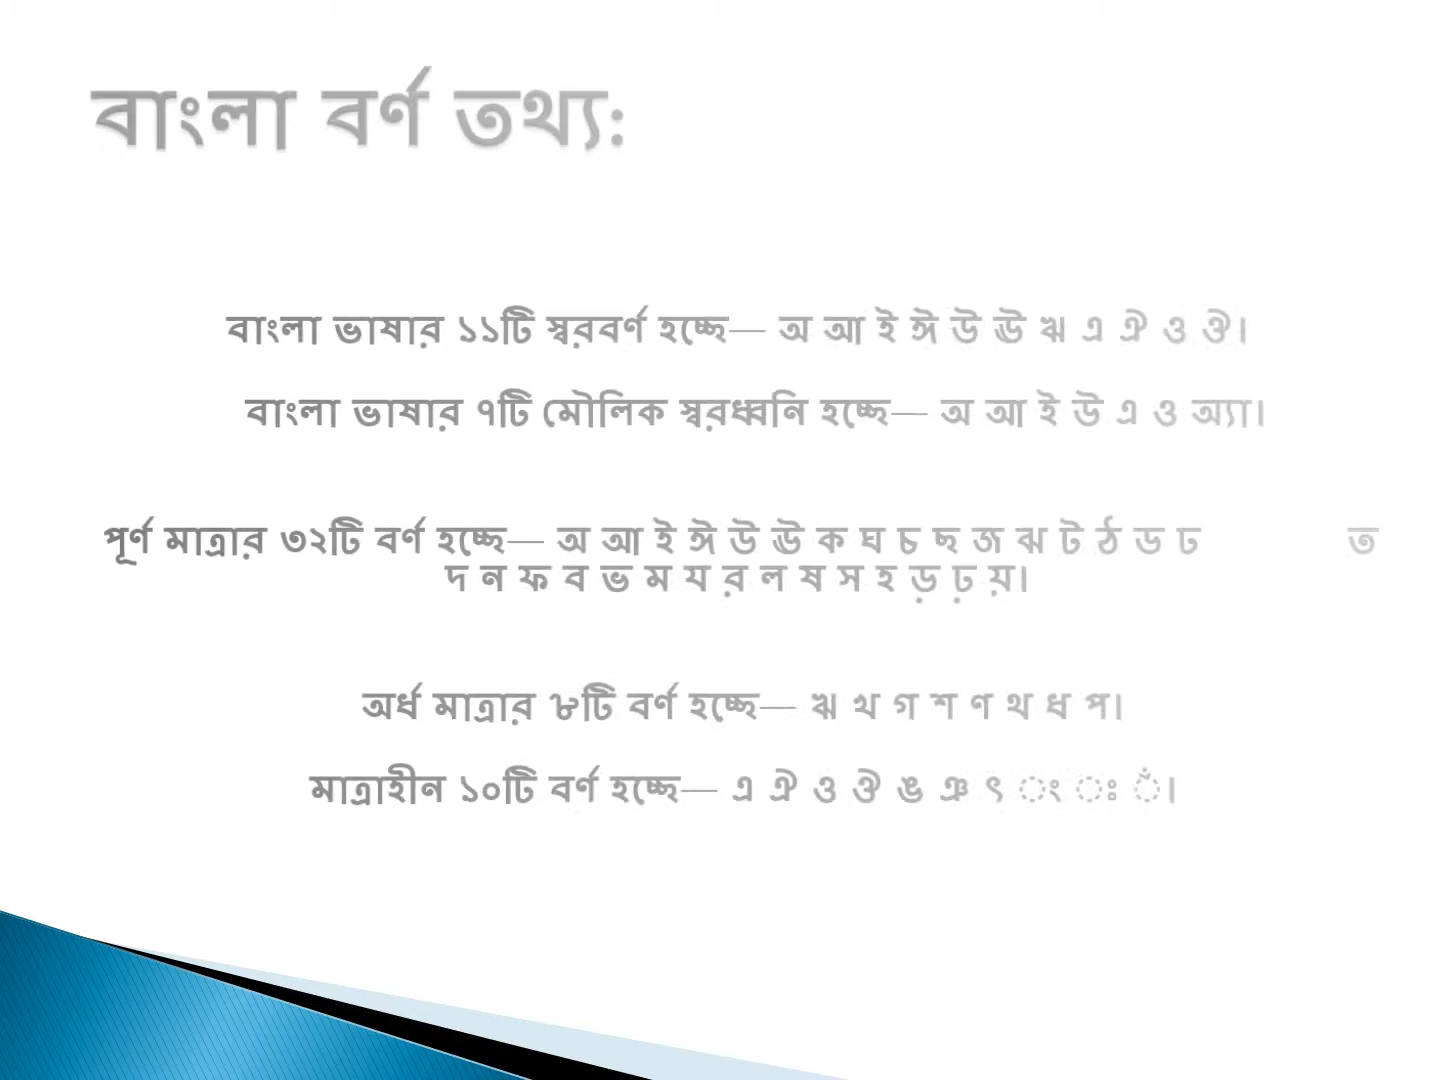 বাংলা বর্ণ তথ্য:
বাংলা ভাষার ১১টি স্বরবর্ণ হচ্ছে— অ আ ই ঈ উ ঊ ঋ এ ঐ ও ঔ।
বাংলা ভাষার ৭টি মৌলিক স্বরধ্বনি হচ্ছে— অ আ ই উ এ ও অ্যা।
পূর্ণ মাত্রার ৩২টি বর্ণ হচ্ছে— অ আ ই ঈ উ ঊ ক ঘ চ ছ জ ঝ ট ঠ ড ঢ ত
দ ন ফ ব ভ ম য র ল ষ স হ ড় ঢ় য়।
অর্ধ মাত্রার ৮টি বর্ণ হচ্ছে— ঋ খ গ শ ণ থ ধ প।
মাত্রাহীন ১০টি বর্ণ হচ্ছে— এ ঐ ও ঔ ঙ ঞ ৎ ং ঃ ঁ।